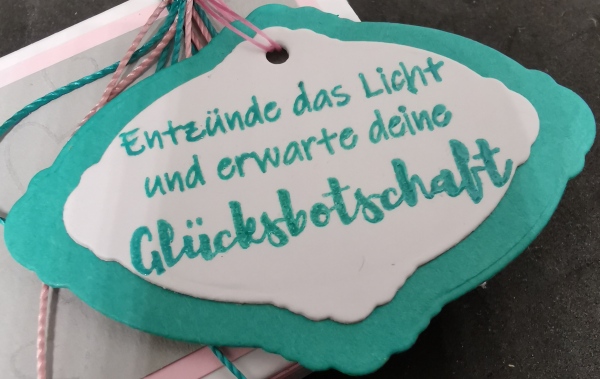 Entzünde das Licht
und erwarte deine
Glücksbotschaft